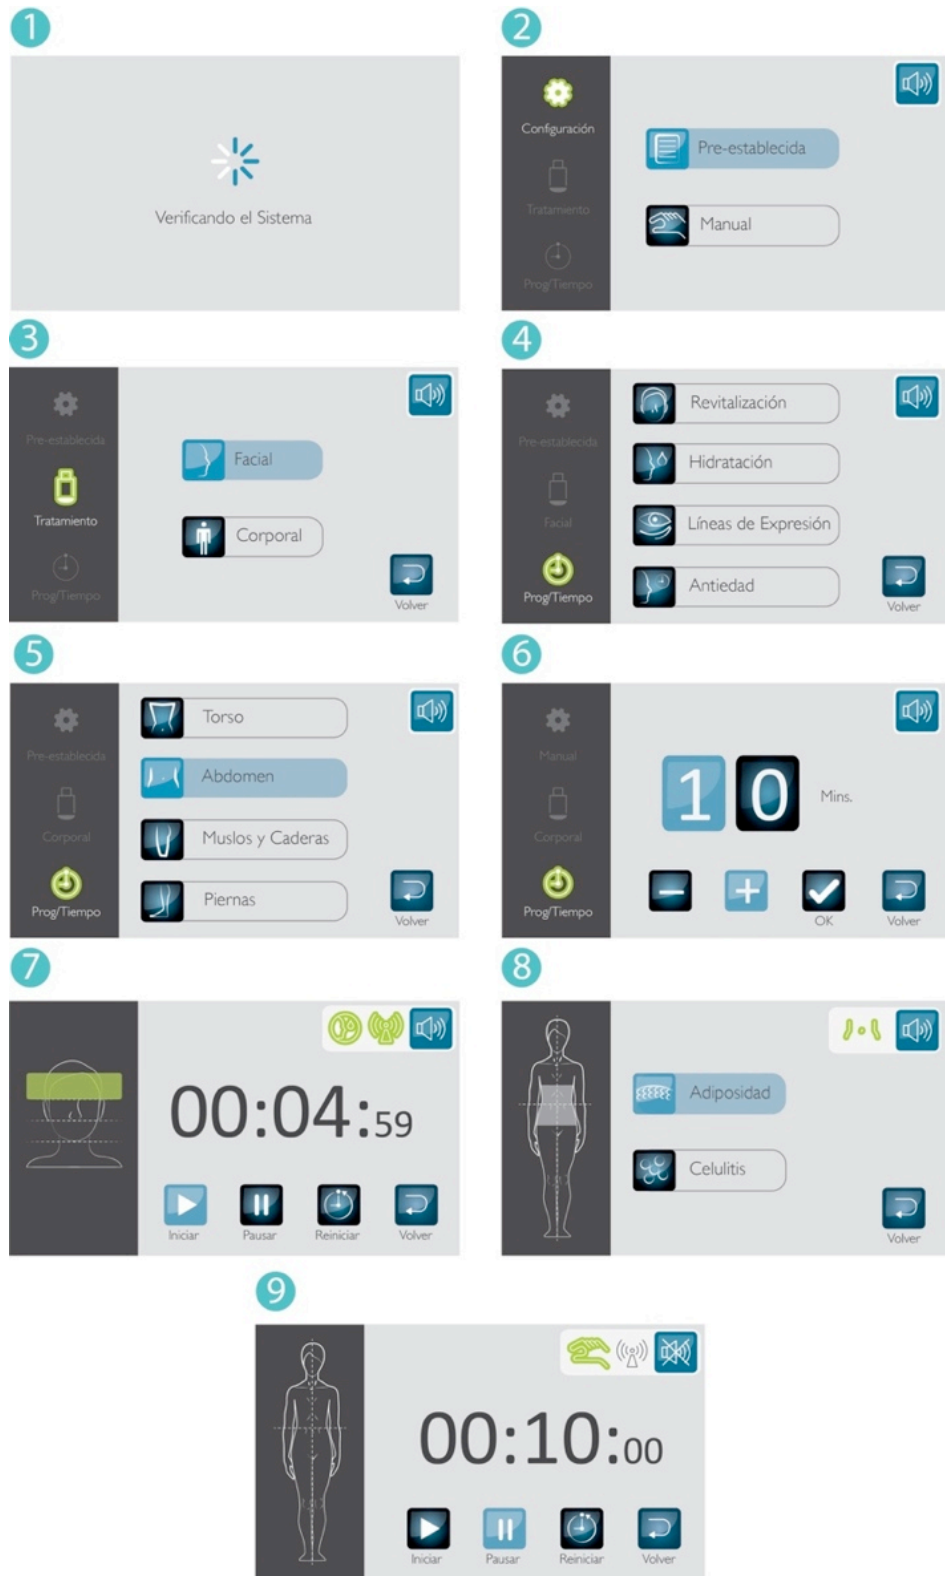 1
2
Verificando el Sistema
Configuración
Tratamiento
Prog/Tiempo
Pre-establecida
Manual
3
Pre-establecida
Tratamiento
Prog/Tiempo
Facial
Corporal
Volver
4
Pre-establecida
Facial
Prog/Tiempo
Revitalización
Hidratación
Líneas de Expresión
Antiedad
Volver
5
Pre-establecida
Corporal
Prog/Tiempo
Torso
Abdomen
Muslos y Caderas
Piernas
Volver
6
Manual
Corporal
Prog/Tiempo
10 Mins.
OK
Volver
7
00:04:59
Iniciar Pausar Reiniciar Volver
8
Adiposidad
Celulitis
Volver
9
00:10:00
Iniciar Pausar Reiniciar Volver